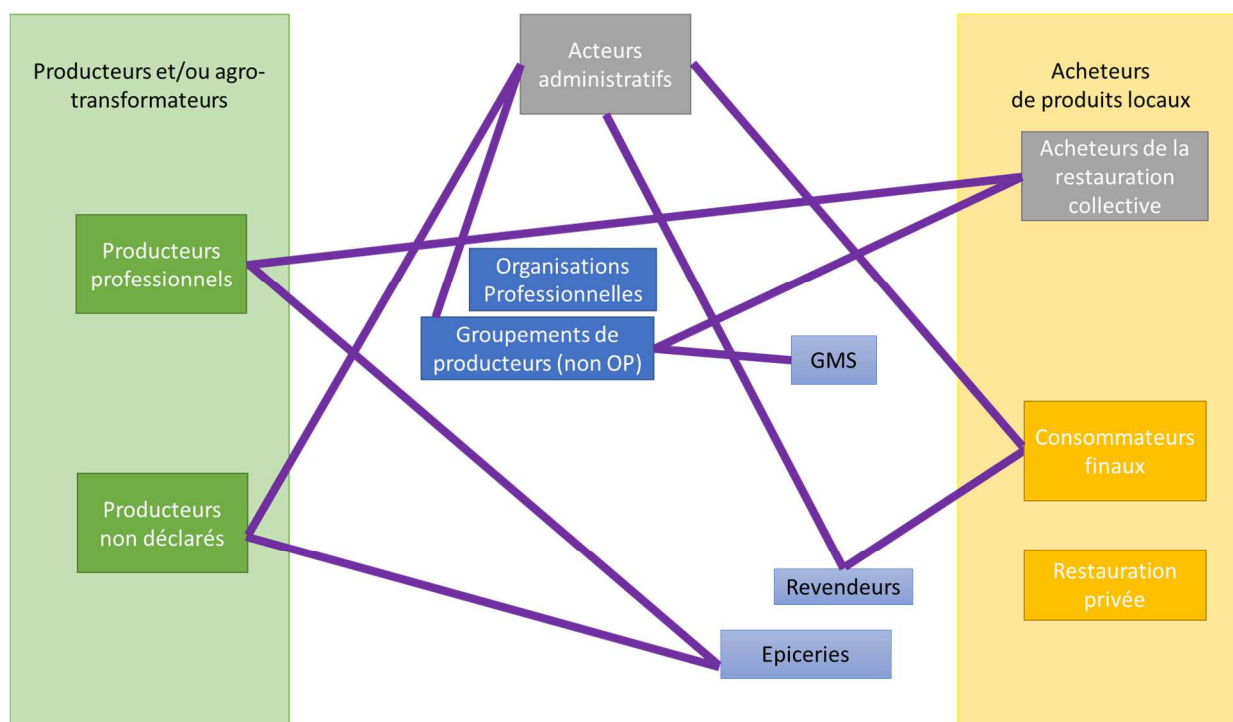 Producteurs et/ou agro-
transformateurs
Producteurs
professionnels
Producteurs
non déclarés
Acteurs
administratifs
Organisations
Professionnelles
Groupements de
producteurs (non OP)
GMS
Revendeurs
Epiceries
Acheteurs
de produits locaux
Acheteurs de la
restauration
collective
Consommateurs
finaux
Restauration
privée